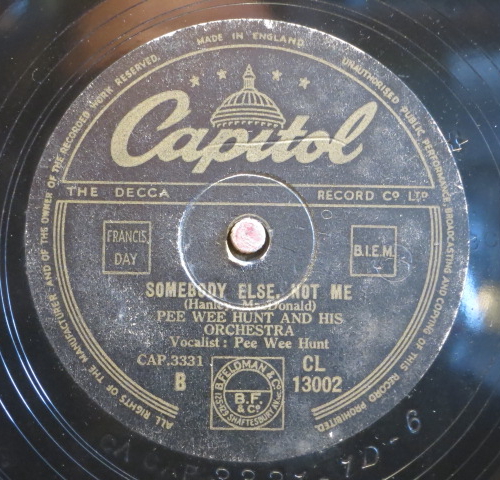 MADE IN ENGLAND
UNAUTHORISED PUBLIC PERFORMANCE BROADCASTING AND COPYING OF THIS RECORD PROHIBITED.
ALL RIGHTS OF THE MANUFACTURER AND OF THE OWNER OF THE RECORDED WORK RESERVED.
Capitol
THE DECCA RECORD CO LTD
FRANCIS,
DAY
B.I.E.M.
SOMEBODY ELSE, NOT ME
(Hanley, MacDonald)
PEE WEE HUNT AND HIS
ORCHESTRA
Vocalist: Pee Wee Hunt
CAP.3331
B
CL
13002
B. FELDMAN & Co
B.F.
& Co
SHAFTESBURY